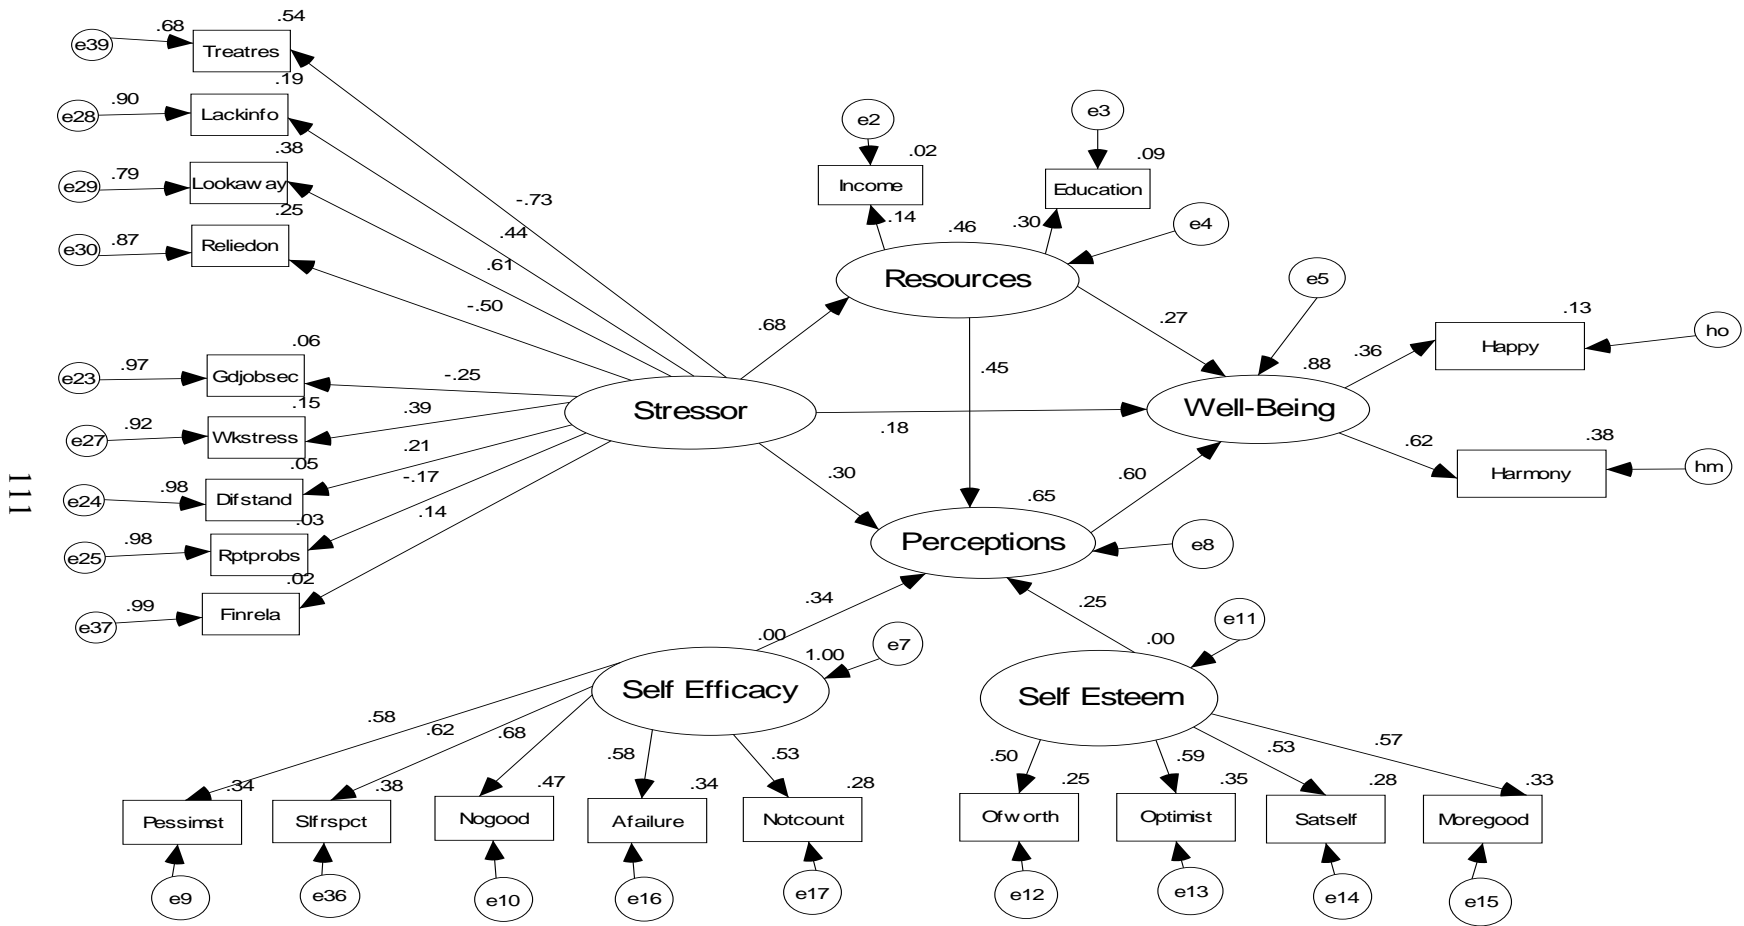 .54
.68
e39
Treatres
.19
.90
e28
Lackinfo
.38
.79
e29
Lookaway
.25
.87
e30
Reliedon
-.73
.44
.61
-.50
.06
.97
e23
Gdjobsec
-.25
.15
.92
e27
Wkstress
.39
.05
.98
e24
Difstand
.21
.03
.98
e25
Rptprobs
-.17
.02
.99
e37
Finrela
.14
Stressor
e2
.02
Income
.14
e3
.09
Education
.30
e4
.46
Resources
.68
.45
.27
.18
.30
e5
.88
Well-Being
.36
.13
Happy
ho
.62
.38
Harmony
hm
.60
.65
Perceptions
e8
.34
.25
.00
1.00
e7
Self Efficacy
.00
e11
Self Esteem
.58
.62
.68
.58
.53
.34
.38
.47
.34
.28
Pessimst
Slfrspct
Nogood
Afailure
Notcount
e9
e36
e10
e16
e17
.50
.59
.53
.57
.25
.35
.28
.33
Ofworth
Optimist
Satself
Moregood
e12
e13
e14
e15
111